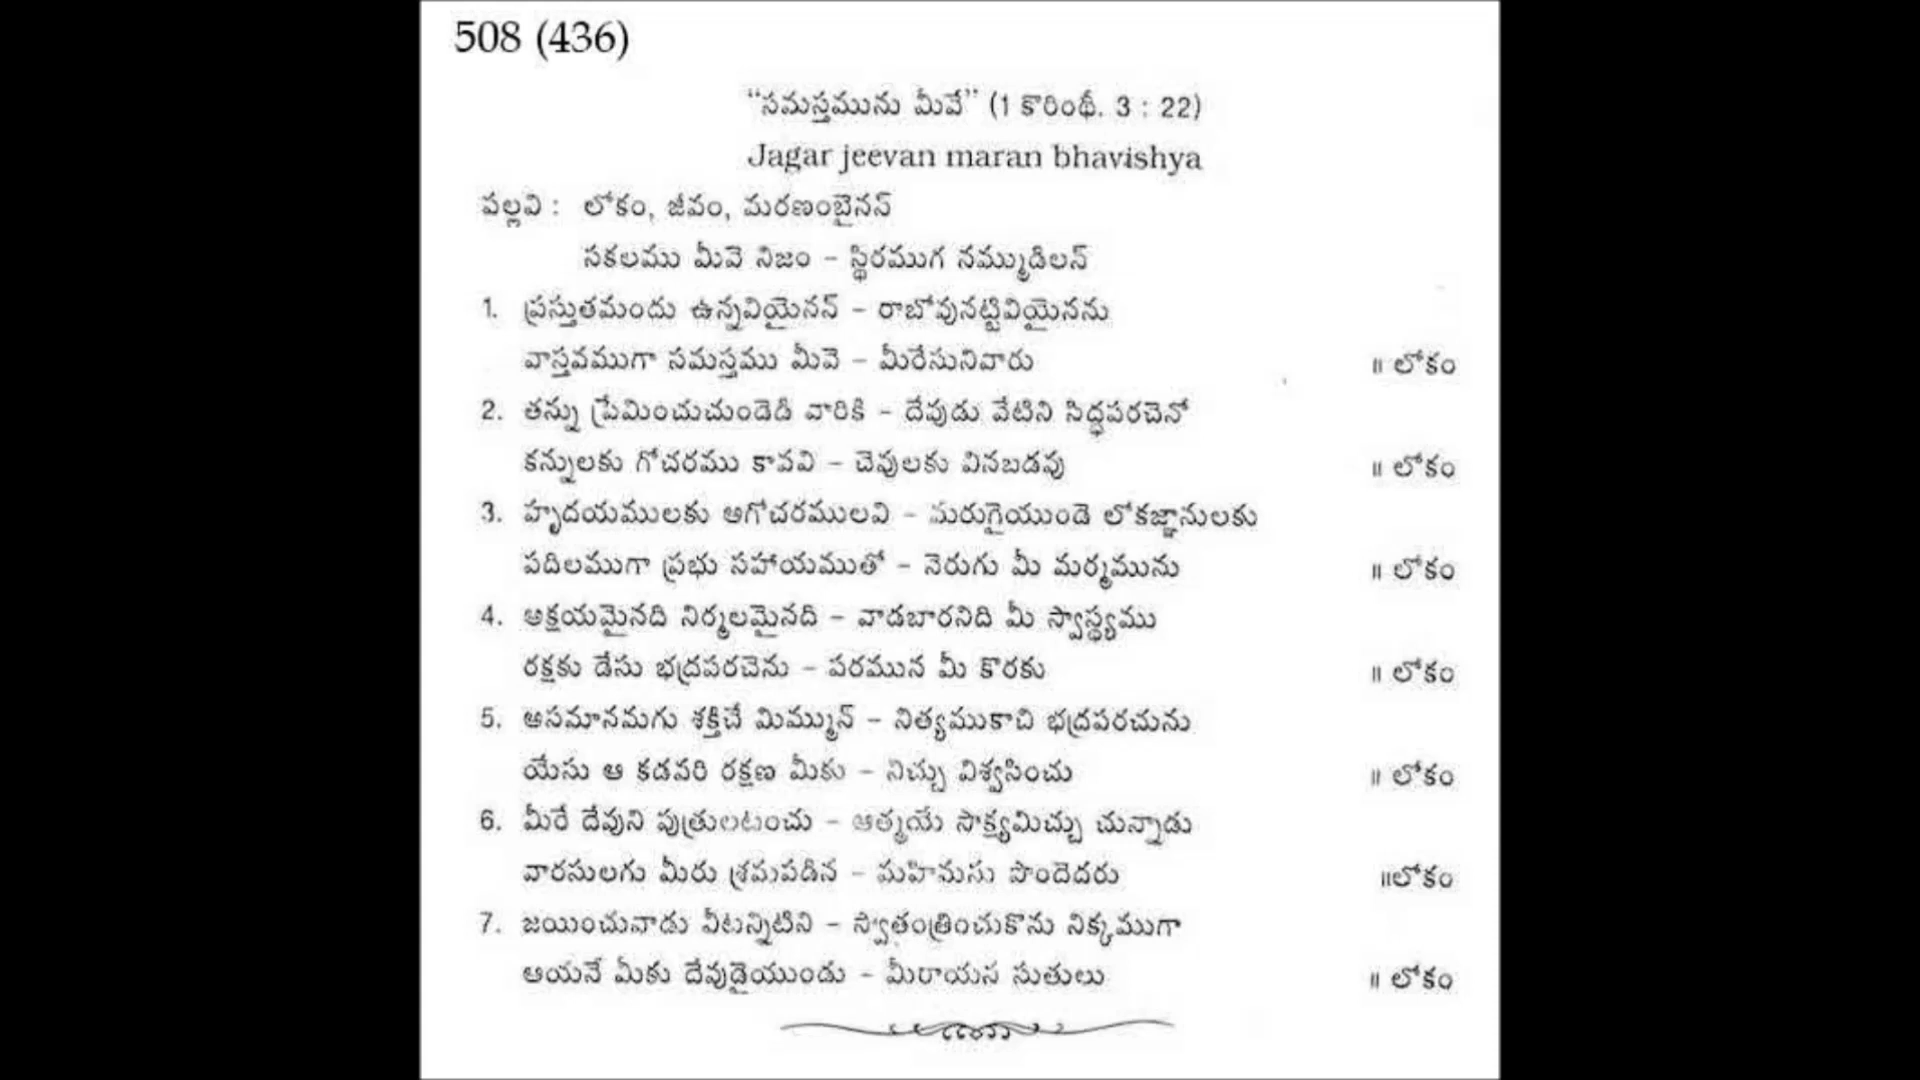 508 (436)
“సమస్తమును మీవే” (1 కొరింథీ. 3 : 22)
Jagar jeevan maran bhavishya
పల్లవి : లోకం, జీవం, మరణంబైనన్
సకలము మీవె నిజం – స్థిరముగ నమ్ముడిలన్
1. ప్రస్తుతమందు ఉన్నవియైనన్ – రాబోవునట్టివియైనను
వాస్తవముగా సమస్తము మీవె – మీరేసునివారు ॥ లోకం
2. తన్ను ప్రేమించుచుండెడి వారికి – దేవుడు వేటిని సిద్ధపరచెనో
కన్నులకు గోచరము కావవి – చెవులకు వినబడవు ॥ లోకం
3. హృదయములకు ఆగోచరములవి – మరుగైయుండె లోకజ్ఞానులకు
పదిలముగా ప్రభు సహాయముతో – నెరుగు మీ మర్మమును ॥ లోకం
4. అక్షయమైనది నిర్మలమైనది – వాడబారనిది మీ స్వాస్థ్యము
రక్షకు డేసు భద్రపరచెను – పరమున మీ కొరకు ॥ లోకం
5. అసమానమగు శక్తిచే మిమ్మున్ – నిత్యముకాచి భద్రపరచును
యేసు ఆ కడవరి రక్షణ మీకు – నిచ్చు విశ్వసించు ॥ లోకం
6. మీరే దేవుని పుత్రులటంచు – ఆత్మయే సాక్ష్యమిచ్చు చున్నాడు
వారసులగు మీరు శ్రమపడిన – మహిమను పొందెదరు ॥లోకం
7. జయించువాడు వీటన్నిటిని – స్వతంత్రించుకొను నిక్కముగా
ఆయనే మీకు దేవుడైయుండు – మీరాయన సుతులు ॥ లోకం